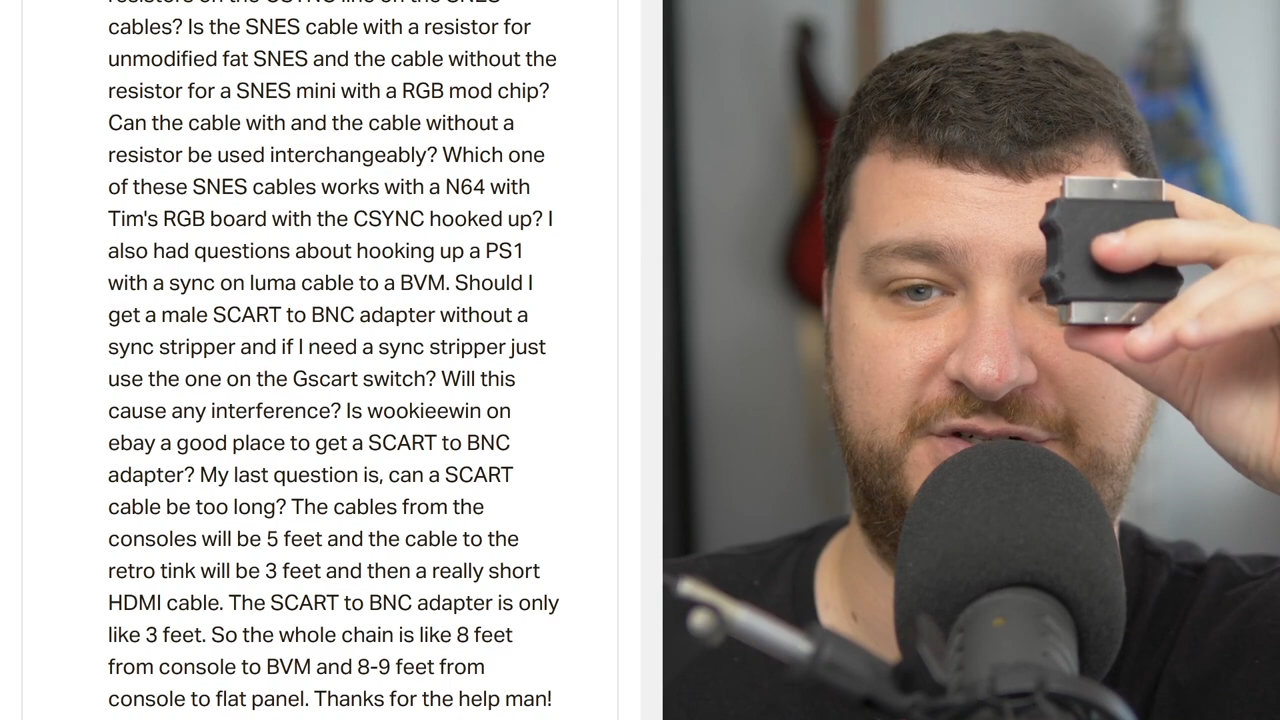 resistors on the CSYNC line on the SNES
cables? Is the SNES cable with a resistor for
unmodified fat SNES and the cable without the
resistor for a SNES mini with a RGB mod chip?
Can the cable with and the cable without a
resistor be used interchangeably? Which one
of these SNES cables works with a N64 with
Tim's RGB board with the CSYNC hooked up? I
also had questions about hooking up a PS1
with a sync on luma cable to a BVM. Should I
get a male SCART to BNC adapter without a
sync stripper and if I need a sync stripper just
use the one on the Gscart switch? Will this
cause any interference? Is wookieewin on
ebay a good place to get a SCART to BNC
adapter? My last question is, can a SCART
cable be too long? The cables from the
consoles will be 5 feet and the cable to the
retro tink will be 3 feet and then a really short
HDMI cable. The SCART to BNC adapter is only
like 3 feet. So the whole chain is like 8 feet
from console to BVM and 8-9 feet from
console to flat panel. Thanks for the help man!